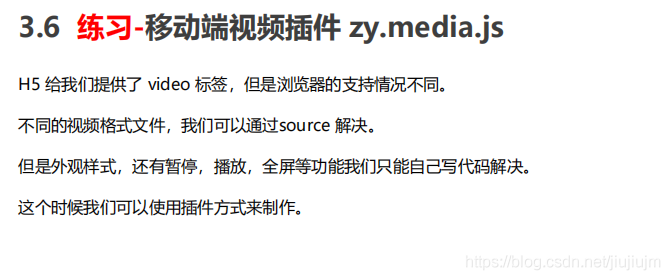 3.6 练习-移动端视频插件 zy.media.js
H5 给我们提供了 video 标签，但是浏览器的支持情况不同。
不同的视频格式文件，我们可以通过source 解决。
但是外观样式，还有暂停，播放，全屏等功能我们只能自己写代码解决。
这个时候我们可以使用插件方式来制作。
https://blog.csdn.net/jiujiujm